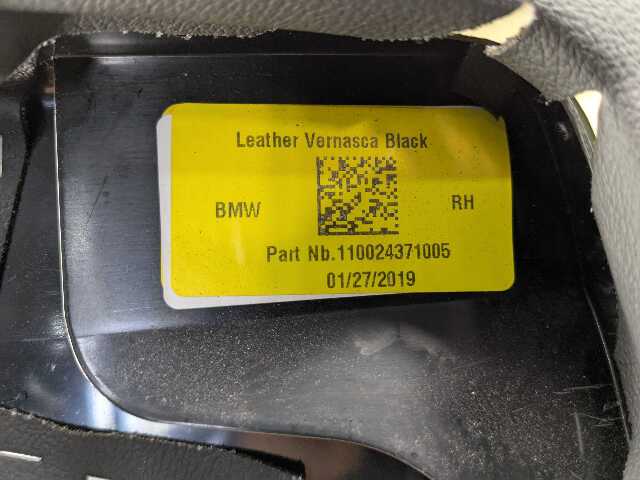 Leather Vernasca Black
BMW
RH
Part Nb.110024371005
01/27/2019